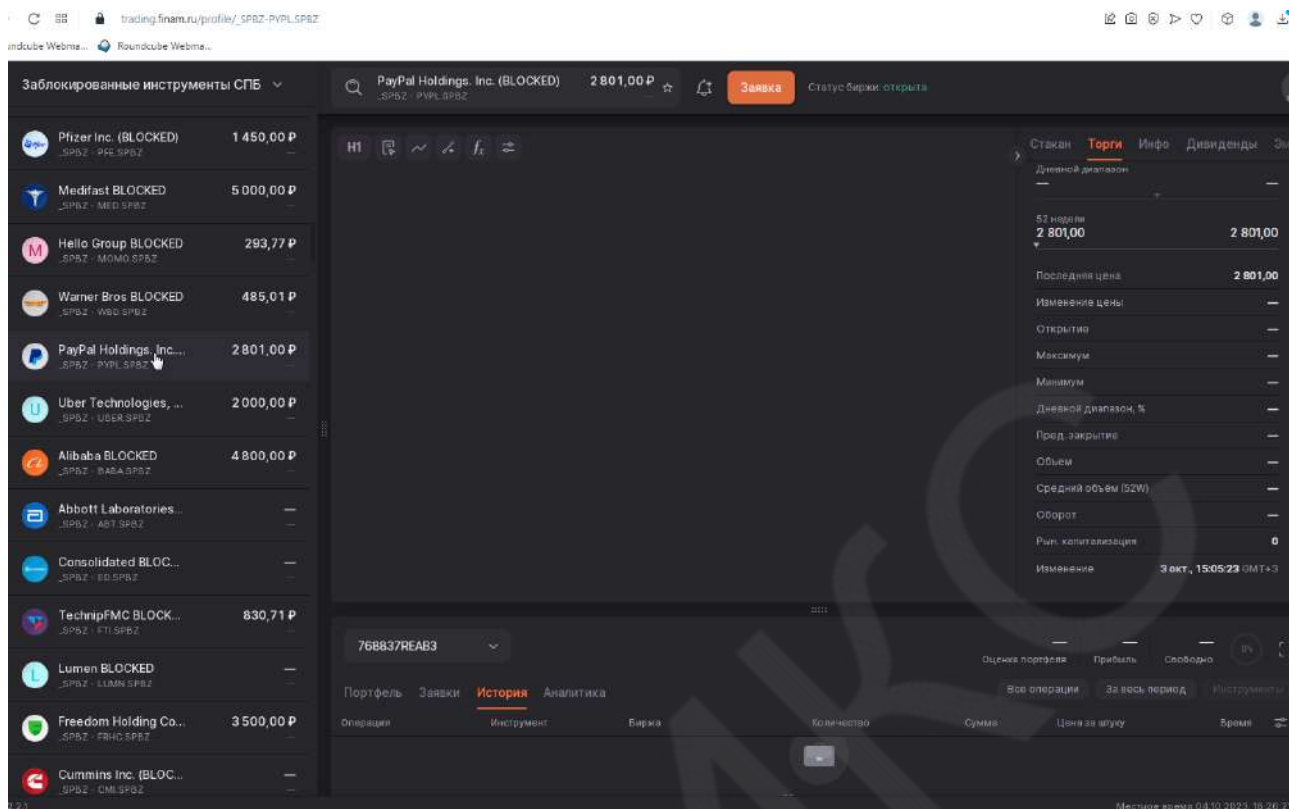 trading.finam.ru/profile/_SPBZ-PYPL.SPBZ
undcube Webma... Roundcube Webma...
Заблокированные инструменты СПБ
PayPal Holdings. Inc. (BLOCKED) 2 801,00 ₽
_SPBZ · PYPL.SPBZ
Заявка
Статус биржи: открыта
Pfizer Inc. (BLOCKED) 1 450,00 ₽
_SPBZ · PFE.SPBZ
Medifast BLOCKED 5 000,00 ₽
_SPBZ · MED.SPBZ
Hello Group BLOCKED 293,77 ₽
_SPBZ · MOMO.SPBZ
Warner Bros BLOCKED 485,01 ₽
_SPBZ · WBD.SPBZ
PayPal Holdings. Inc.... 2 801,00 ₽
_SPBZ · PYPL.SPBZ
Uber Technologies, ... 2 000,00 ₽
_SPBZ · UBER.SPBZ
Alibaba BLOCKED 4 800,00 ₽
_SPBZ · BABA.SPBZ
Abbott Laboratories... —
_SPBZ · ABT.SPBZ
Consolidated BLOC... —
_SPBZ · ED.SPBZ
TechnipFMC BLOCK... 830,71 ₽
_SPBZ · FTI.SPBZ
Lumen BLOCKED —
_SPBZ · LUMN.SPBZ
Freedom Holding Co... 3 500,00 ₽
_SPBZ · FRHC.SPBZ
Cummins Inc. (BLOC... —
_SPBZ · CMI.SPBZ
H1
Стакан Торги Инфо Дивиденды
Дневной диапазон
— —
52 недели
2 801,00 2 801,00
Последняя цена 2 801,00
Изменение цены —
Открытие —
Максимум —
Минимум —
Дневной диапазон, % —
Пред. закрытие —
Объем —
Средний объём (52W) —
Оборот —
Рын. капитализация 0
Изменение 3 окт., 15:05:23 GMT+3
768837REAB3
Оценка портфеля Прибыль Свободно 0%
Портфель Заявки История Аналитика
Все операции За весь период Инструменты
Операция Инструмент Биржа Количество Сумма Цена за штуку Время
2.2.1
Местное время 04.10.2023, 16:26:2
МКС